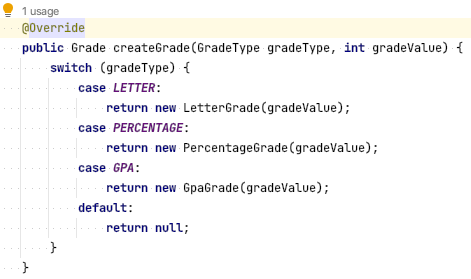 1 usage
@Override
public Grade createGrade(GradeType gradeType, int gradeValue) {
    switch (gradeType) {
        case LETTER:
            return new LetterGrade(gradeValue);
        case PERCENTAGE:
            return new PercentageGrade(gradeValue);
        case GPA:
            return new GpaGrade(gradeValue);
        default:
            return null;
    }
}